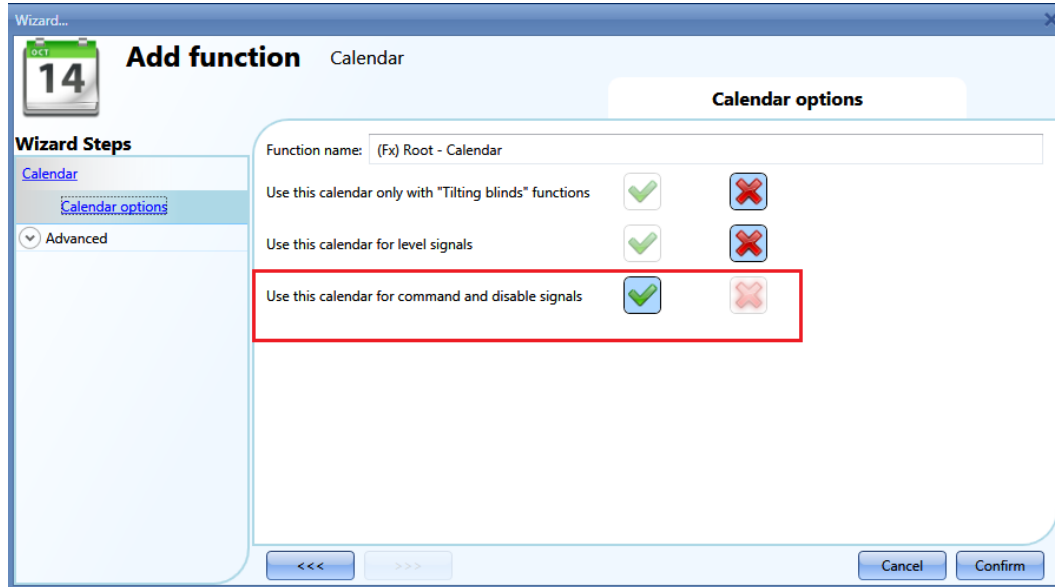 Wizard...
OCT
14
Add function Calendar
Calendar options
Wizard Steps
Calendar
Calendar options
Advanced
Function name: (Fx) Root - Calendar
Use this calendar only with "Tilting blinds" functions
Use this calendar for level signals
Use this calendar for command and disable signals
<<< >>> Cancel Confirm